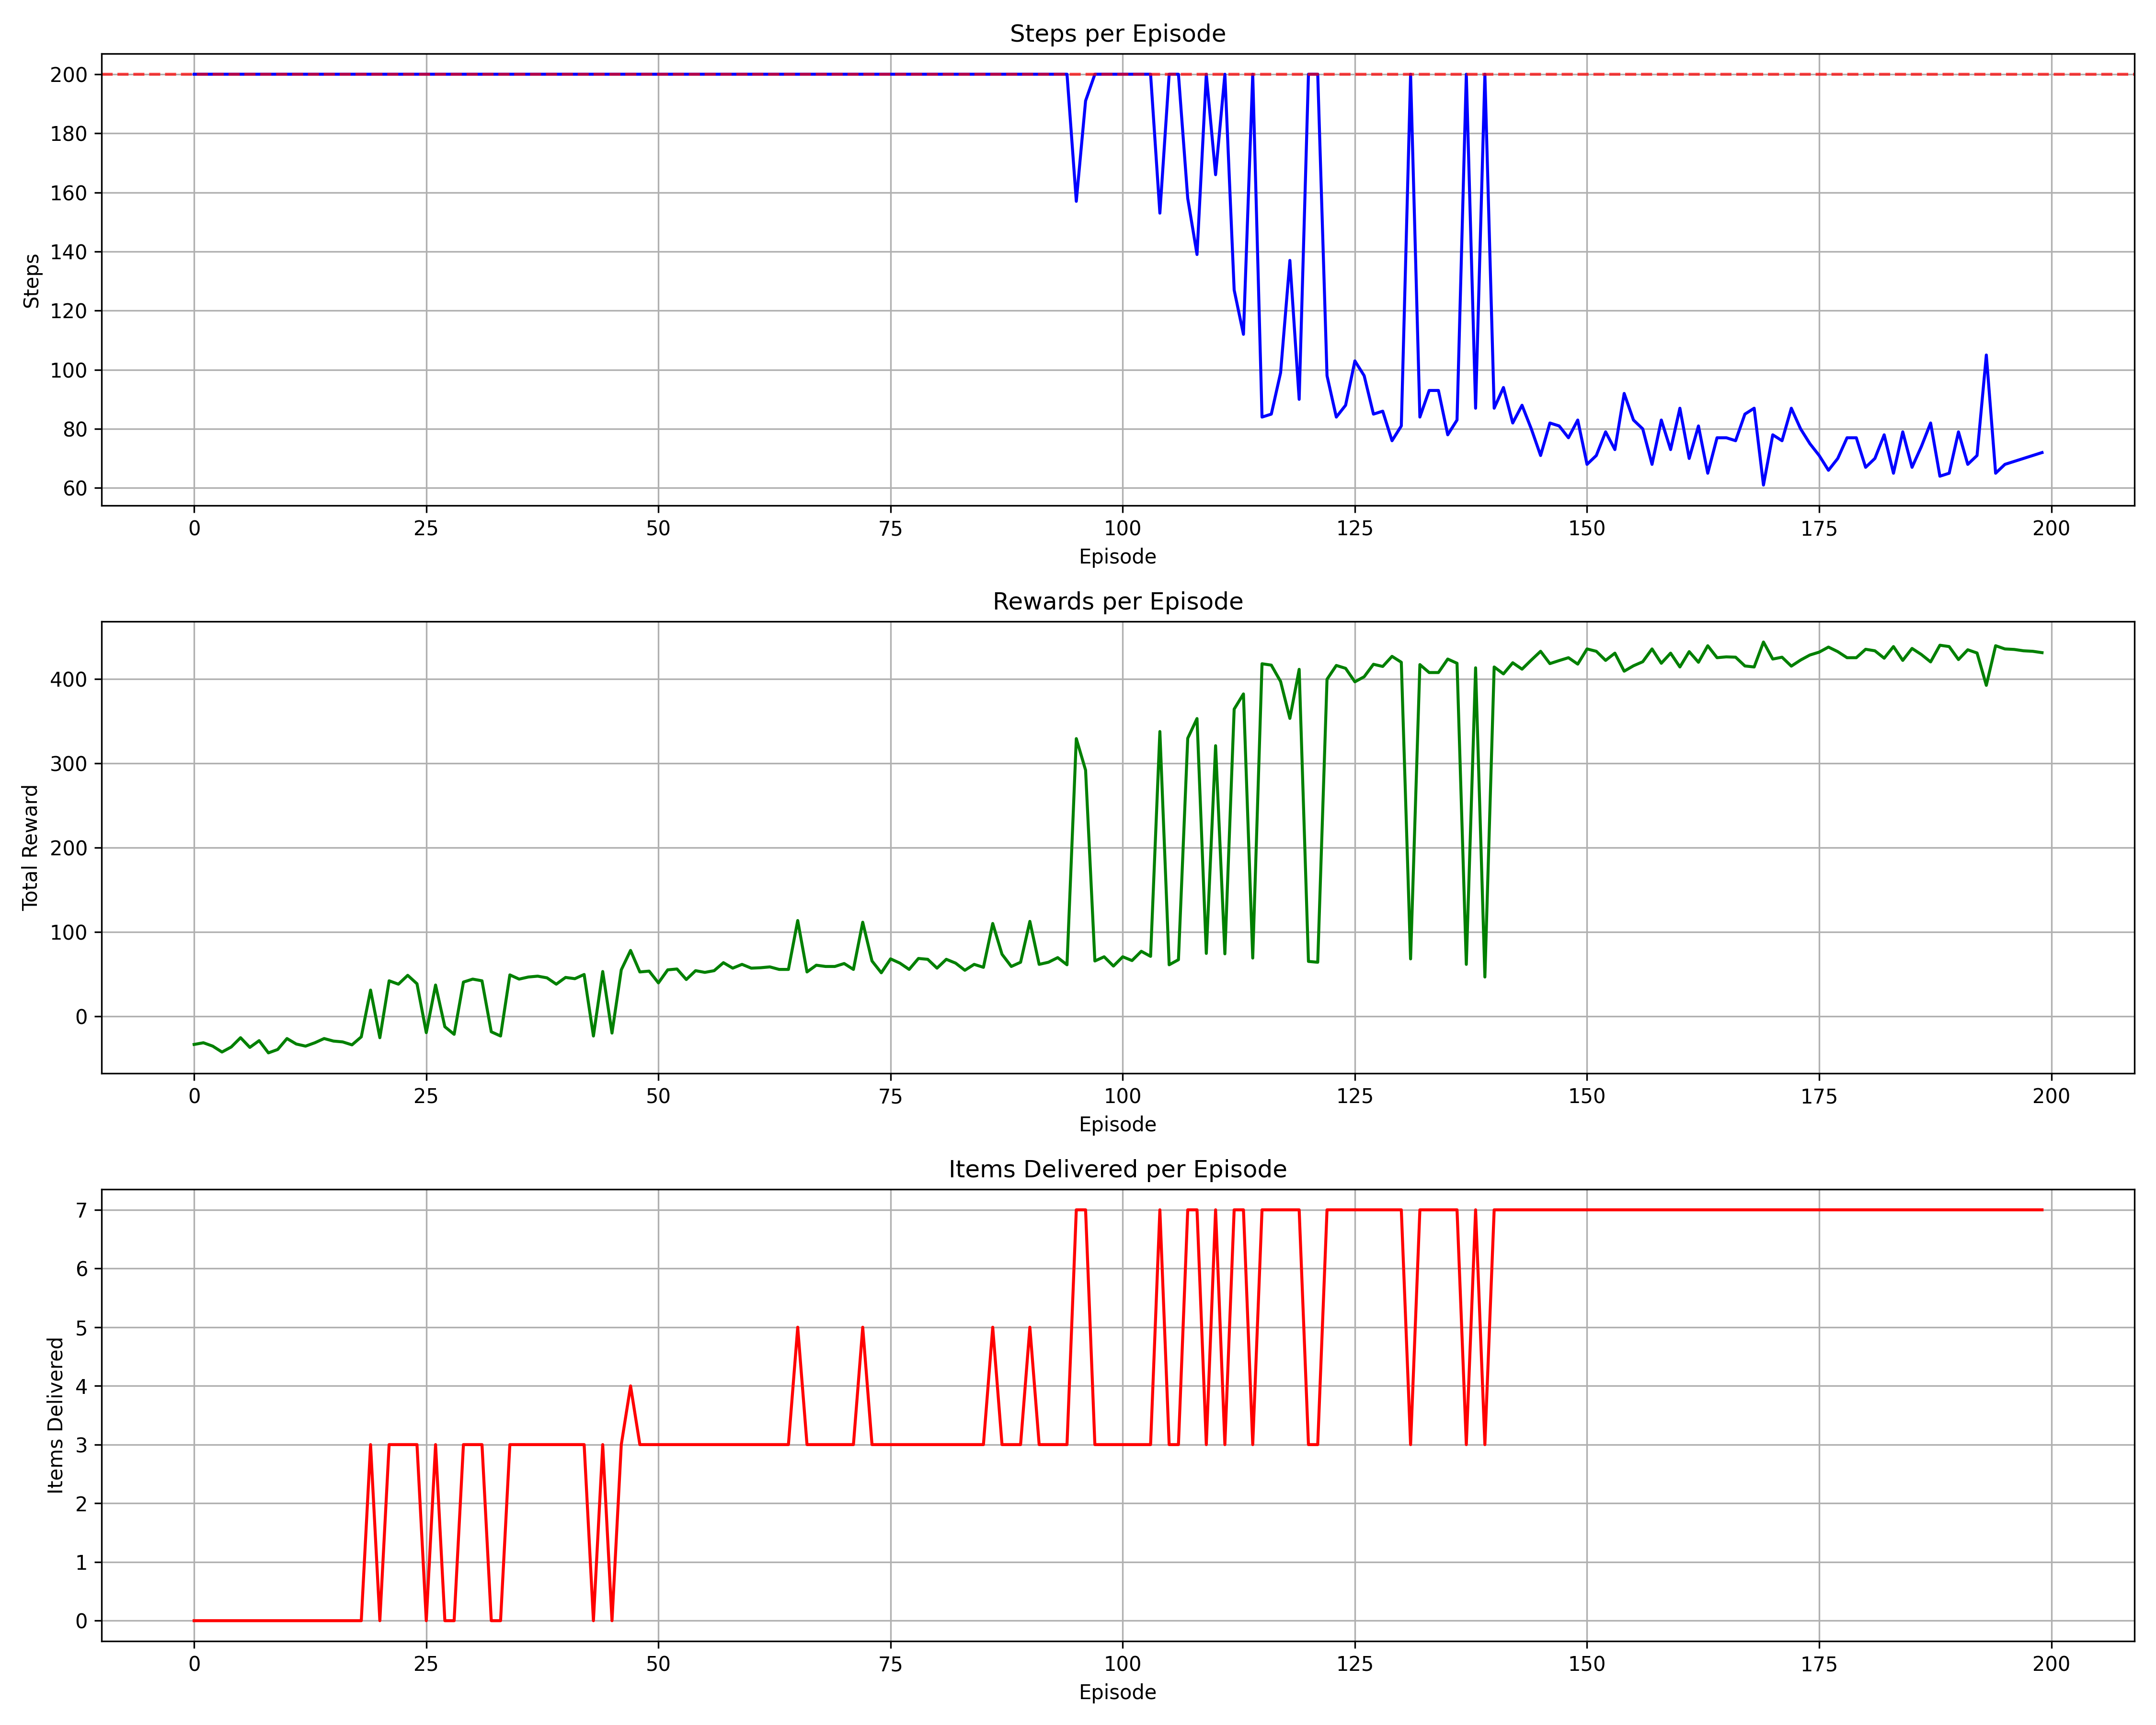 Steps per Episode
200
180
160
140
120
100
80
60
Steps
0 25 50 75 100 125 150 175 200
Episode
Rewards per Episode
400
300
200
100
0
Total Reward
0 25 50 75 100 125 150 175 200
Episode
Items Delivered per Episode
7
6
5
4
3
2
1
0
Items Delivered
0 25 50 75 100 125 150 175 200
Episode